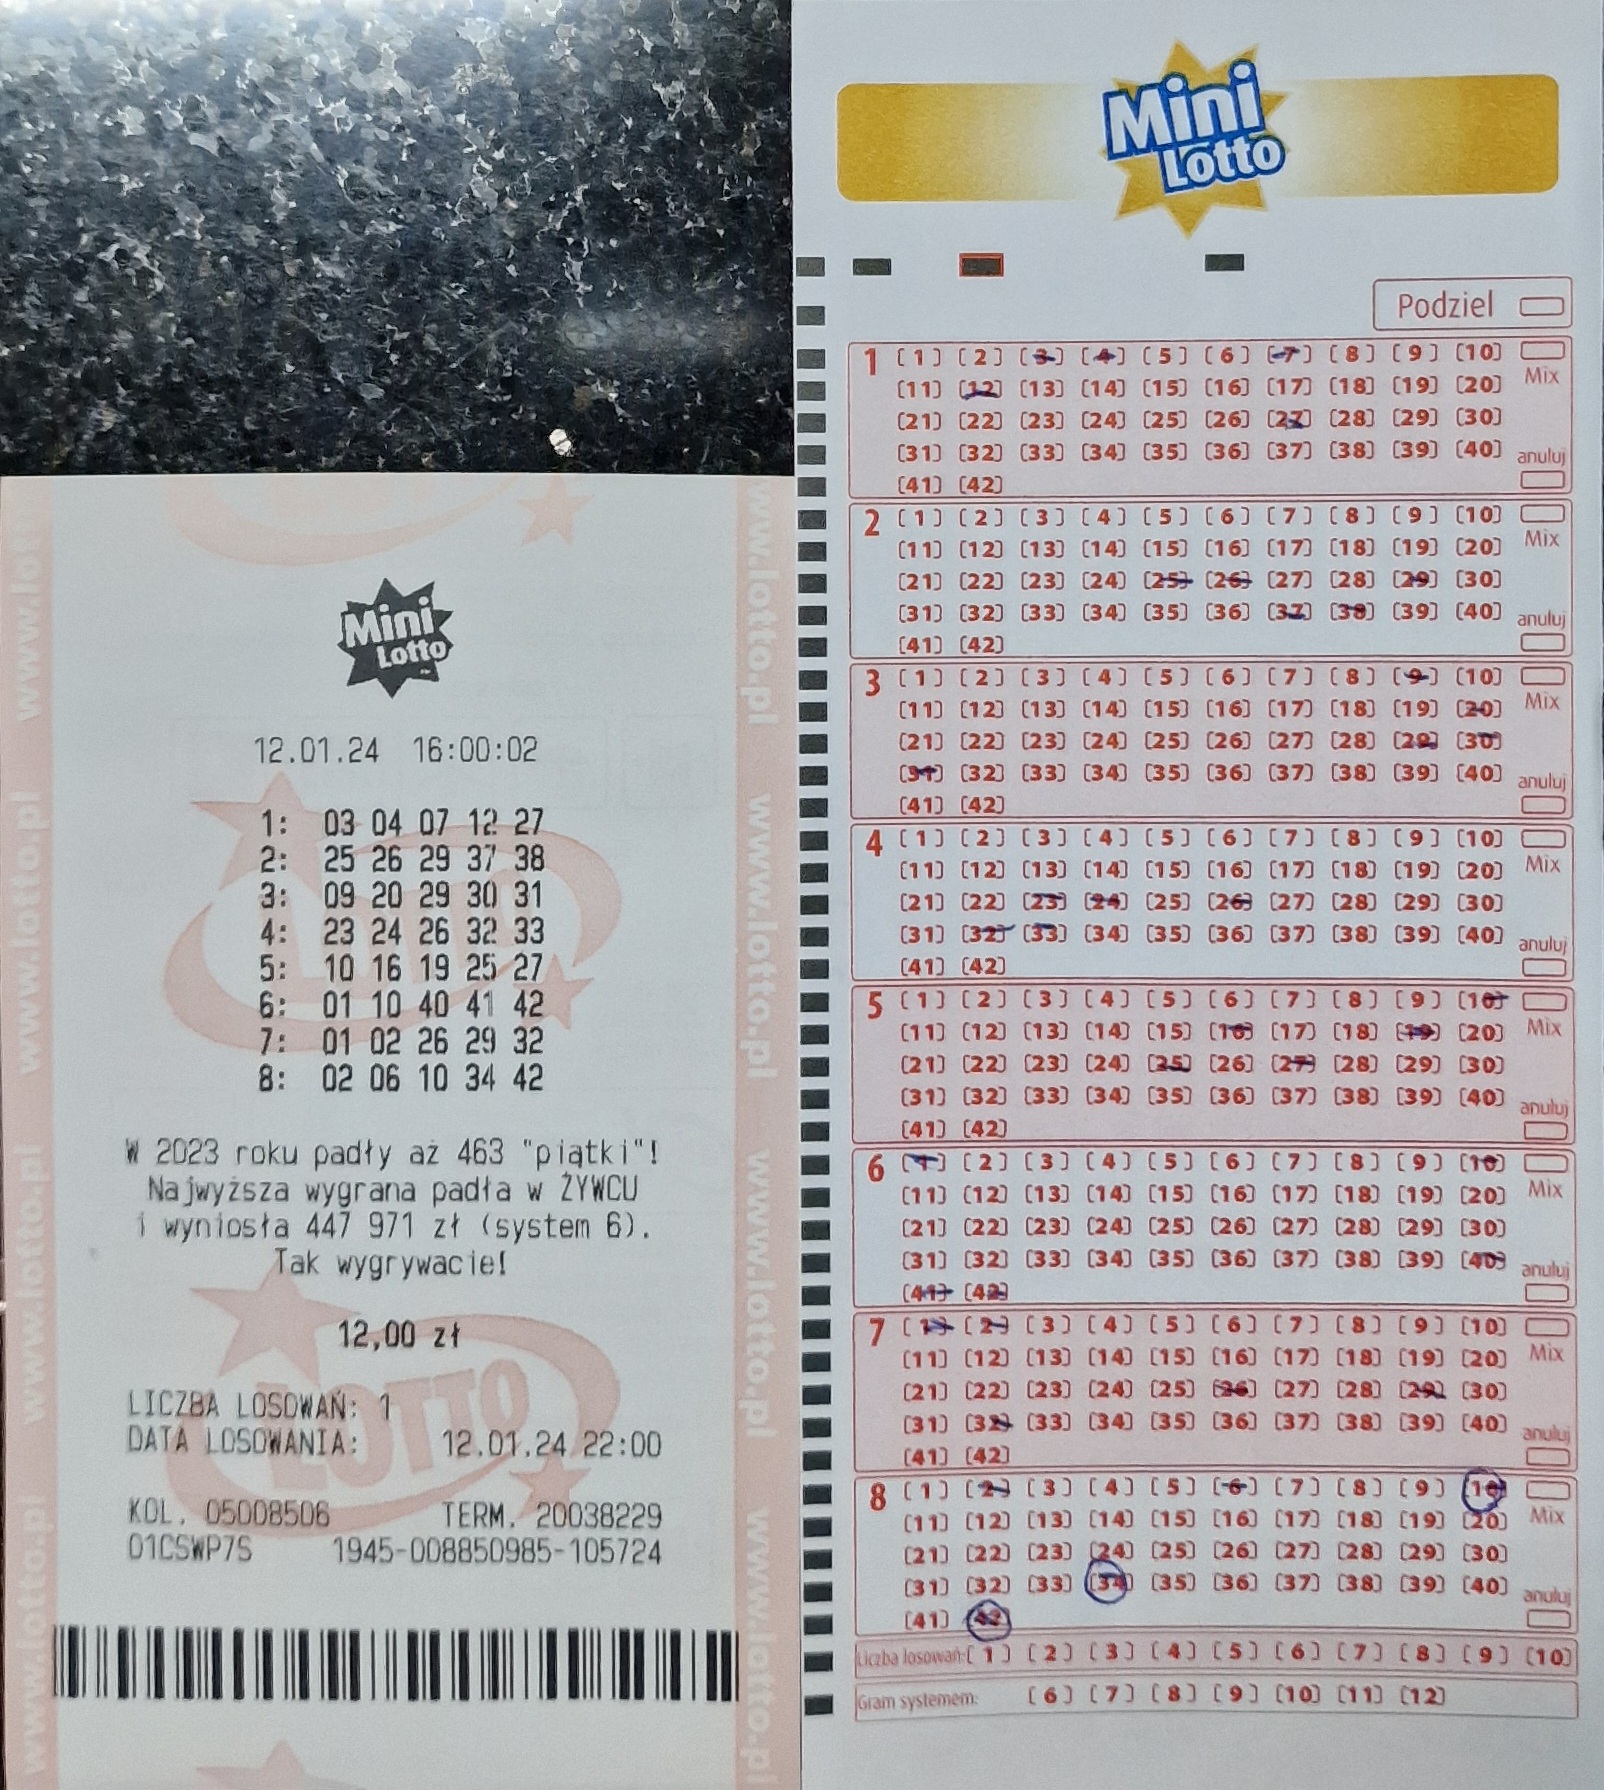 Mini
Lotto
12.01.24 16:00:02
1: 03 04 07 12 27
2: 25 26 29 37 38
3: 09 20 29 30 31
4: 23 24 26 32 33
5: 10 16 19 25 27
6: 01 10 40 41 42
7: 01 02 26 29 32
8: 02 06 10 34 42
W 2023 roku padły aż 463 "piątki"!
Najwyższa wygrana padła w ŻYWCU
i wyniosła 447 971 zł (system 6).
Tak wygrywacie!
12,00 zł
LICZBA LOSOWAŃ: 1
DATA LOSOWANIA: 12.01.24 22:00
KOL. 05008506 TERM. 20038229
01CSWP7S 1945-008850985-105724
www.lotto.pl
www.lotto.pl
www.lotto.pl
www.lotto.pl
www.lotto.pl
www.lotto.pl
LOTTO
Mini
Lotto
Podziel
1 [1] [2] [3] [4] [5] [6] [7] [8] [9] [10]
Mix
[11] [12] [13] [14] [15] [16] [17] [18] [19] [20]
[21] [22] [23] [24] [25] [26] [27] [28] [29] [30]
[31] [32] [33] [34] [35] [36] [37] [38] [39] [40]
anuluj
[41] [42]
2 [1] [2] [3] [4] [5] [6] [7] [8] [9] [10]
Mix
[11] [12] [13] [14] [15] [16] [17] [18] [19] [20]
[21] [22] [23] [24] [25] [26] [27] [28] [29] [30]
[31] [32] [33] [34] [35] [36] [37] [38] [39] [40]
anuluj
[41] [42]
3 [1] [2] [3] [4] [5] [6] [7] [8] [9] [10]
Mix
[11] [12] [13] [14] [15] [16] [17] [18] [19] [20]
[21] [22] [23] [24] [25] [26] [27] [28] [29] [30]
[31] [32] [33] [34] [35] [36] [37] [38] [39] [40]
anuluj
[41] [42]
4 [1] [2] [3] [4] [5] [6] [7] [8] [9] [10]
Mix
[11] [12] [13] [14] [15] [16] [17] [18] [19] [20]
[21] [22] [23] [24] [25] [26] [27] [28] [29] [30]
[31] [32] [33] [34] [35] [36] [37] [38] [39] [40]
anuluj
[41] [42]
5 [1] [2] [3] [4] [5] [6] [7] [8] [9] [10]
Mix
[11] [12] [13] [14] [15] [16] [17] [18] [19] [20]
[21] [22] [23] [24] [25] [26] [27] [28] [29] [30]
[31] [32] [33] [34] [35] [36] [37] [38] [39] [40]
anuluj
[41] [42]
6 [1] [2] [3] [4] [5] [6] [7] [8] [9] [10]
Mix
[11] [12] [13] [14] [15] [16] [17] [18] [19] [20]
[21] [22] [23] [24] [25] [26] [27] [28] [29] [30]
[31] [32] [33] [34] [35] [36] [37] [38] [39] [40]
anuluj
[41] [42]
7 [1] [2] [3] [4] [5] [6] [7] [8] [9] [10]
Mix
[11] [12] [13] [14] [15] [16] [17] [18] [19] [20]
[21] [22] [23] [24] [25] [26] [27] [28] [29] [30]
[31] [32] [33] [34] [35] [36] [37] [38] [39] [40]
anuluj
[41] [42]
8 [1] [2] [3] [4] [5] [6] [7] [8] [9] [10]
Mix
[11] [12] [13] [14] [15] [16] [17] [18] [19] [20]
[21] [22] [23] [24] [25] [26] [27] [28] [29] [30]
[31] [32] [33] [34] [35] [36] [37] [38] [39] [40]
anuluj
[41] [42]
Liczba losowań: [1] [2] [3] [4] [5] [6] [7] [8] [9] [10]
Gram systemem: [6] [7] [8] [9] [10] [11] [12]